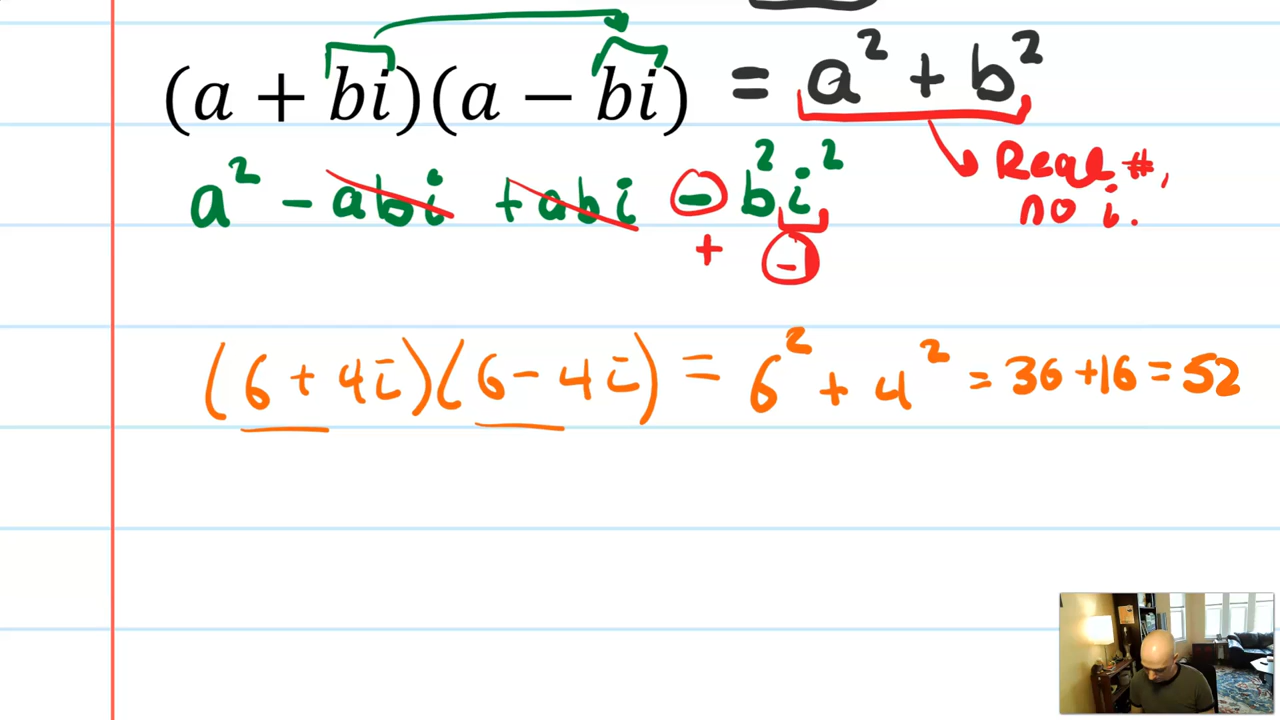 (a + bi)(a − bi) = a² + b²
a² − abi + abi − b²i²
Real #,
no i.
+ −
(6 + 4i)(6 − 4i) = 6² + 4² = 36 + 16 = 52